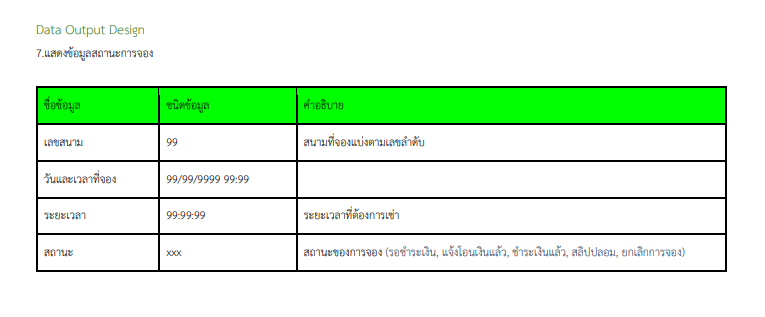 Data Output Design
7.แสดงข้อมูลสถานะการจอง
ชื่อข้อมูล ชนิดข้อมูล คำอธิบาย
เลขสนาม 99 สนามที่จองแบ่งตามเลขลำดับ
วันและเวลาที่จอง 99/99/9999 99:99
ระยะเวลา 99:99:99 ระยะเวลาที่ต้องการเช่า
สถานะ xxx สถานะของการจอง (รอชำระเงิน, แจ้งโอนเงินแล้ว, ชำระเงินแล้ว, สลิปปลอม, ยกเลิกการจอง)